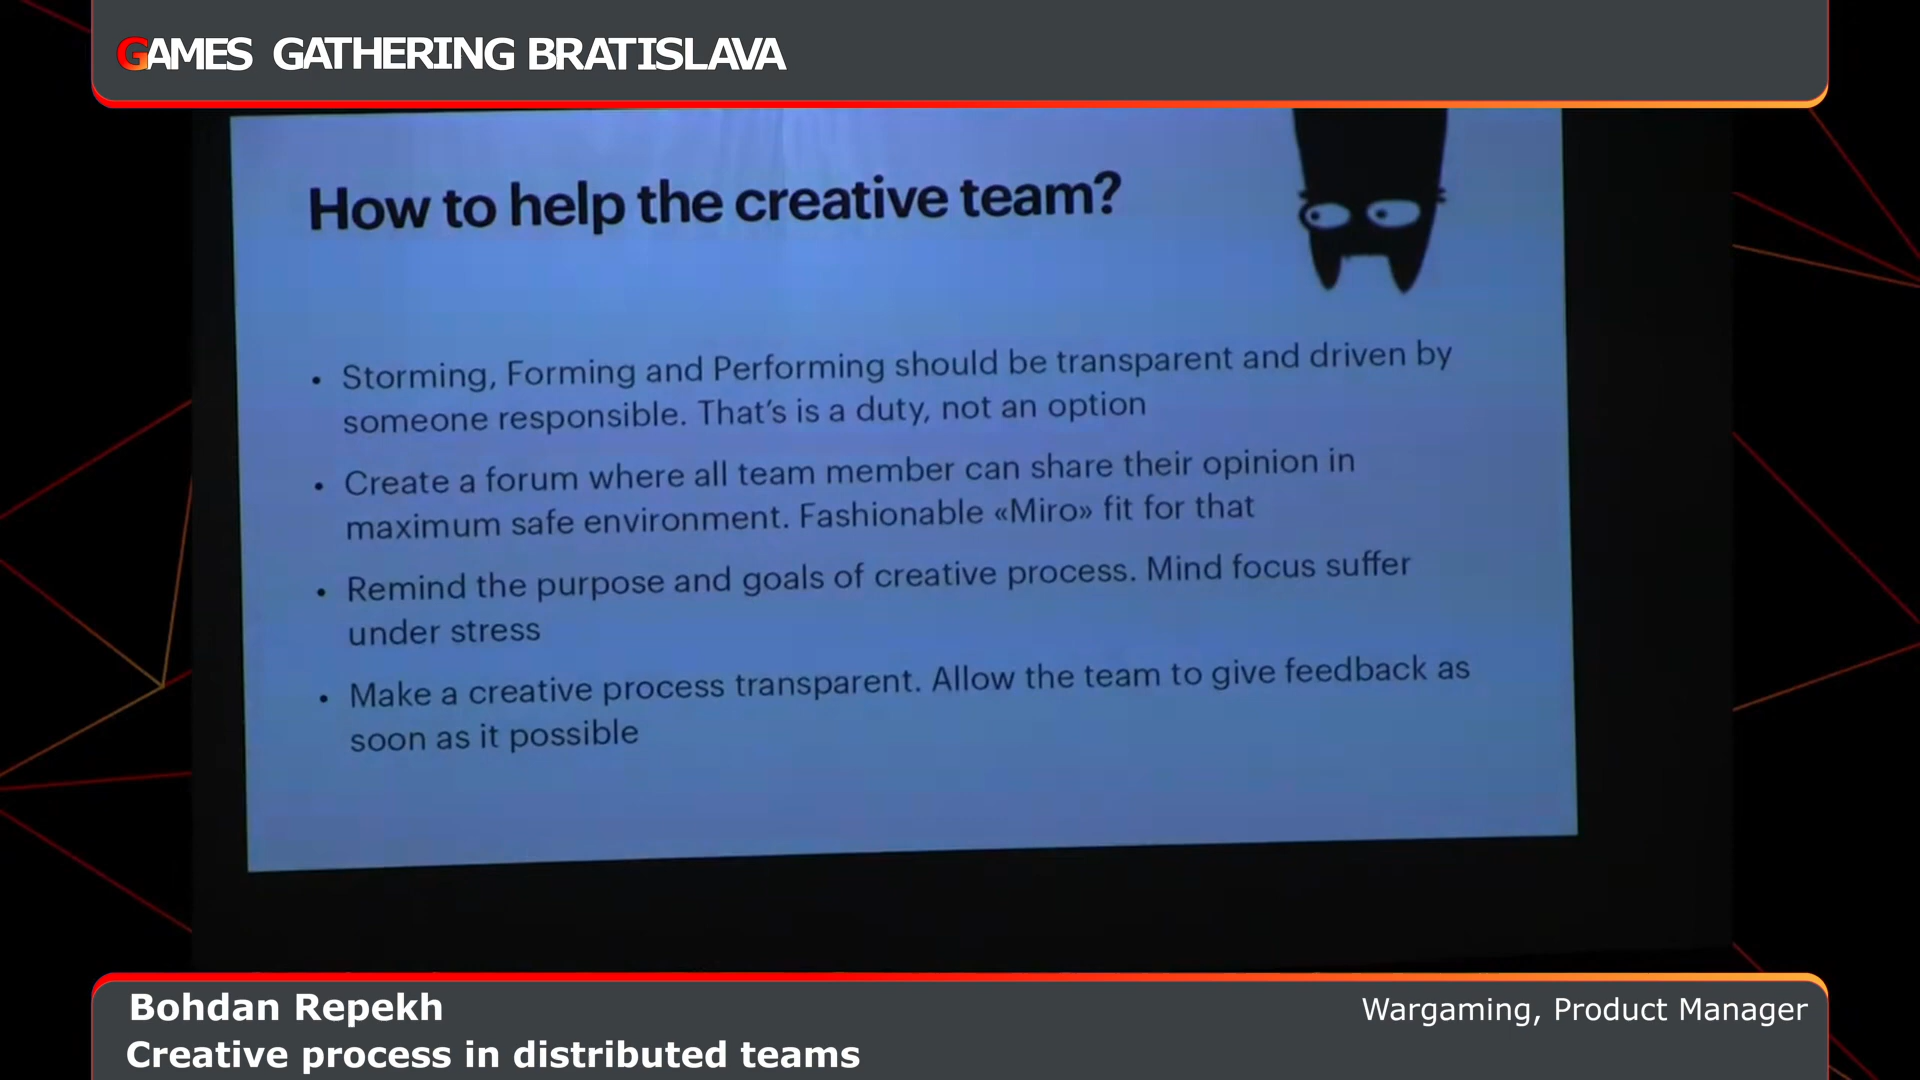 GAMES GATHERING BRATISLAVA
How to help the creative team?
• Storming, Forming and Performing should be transparent and driven by
someone responsible. That's is a duty, not an option
• Create a forum where all team member can share their opinion in
maximum safe environment. Fashionable «Miro» fit for that
• Remind the purpose and goals of creative process. Mind focus suffer
under stress
• Make a creative process transparent. Allow the team to give feedback as
soon as it possible
Bohdan Repekh
Wargaming, Product Manager
Creative process in distributed teams